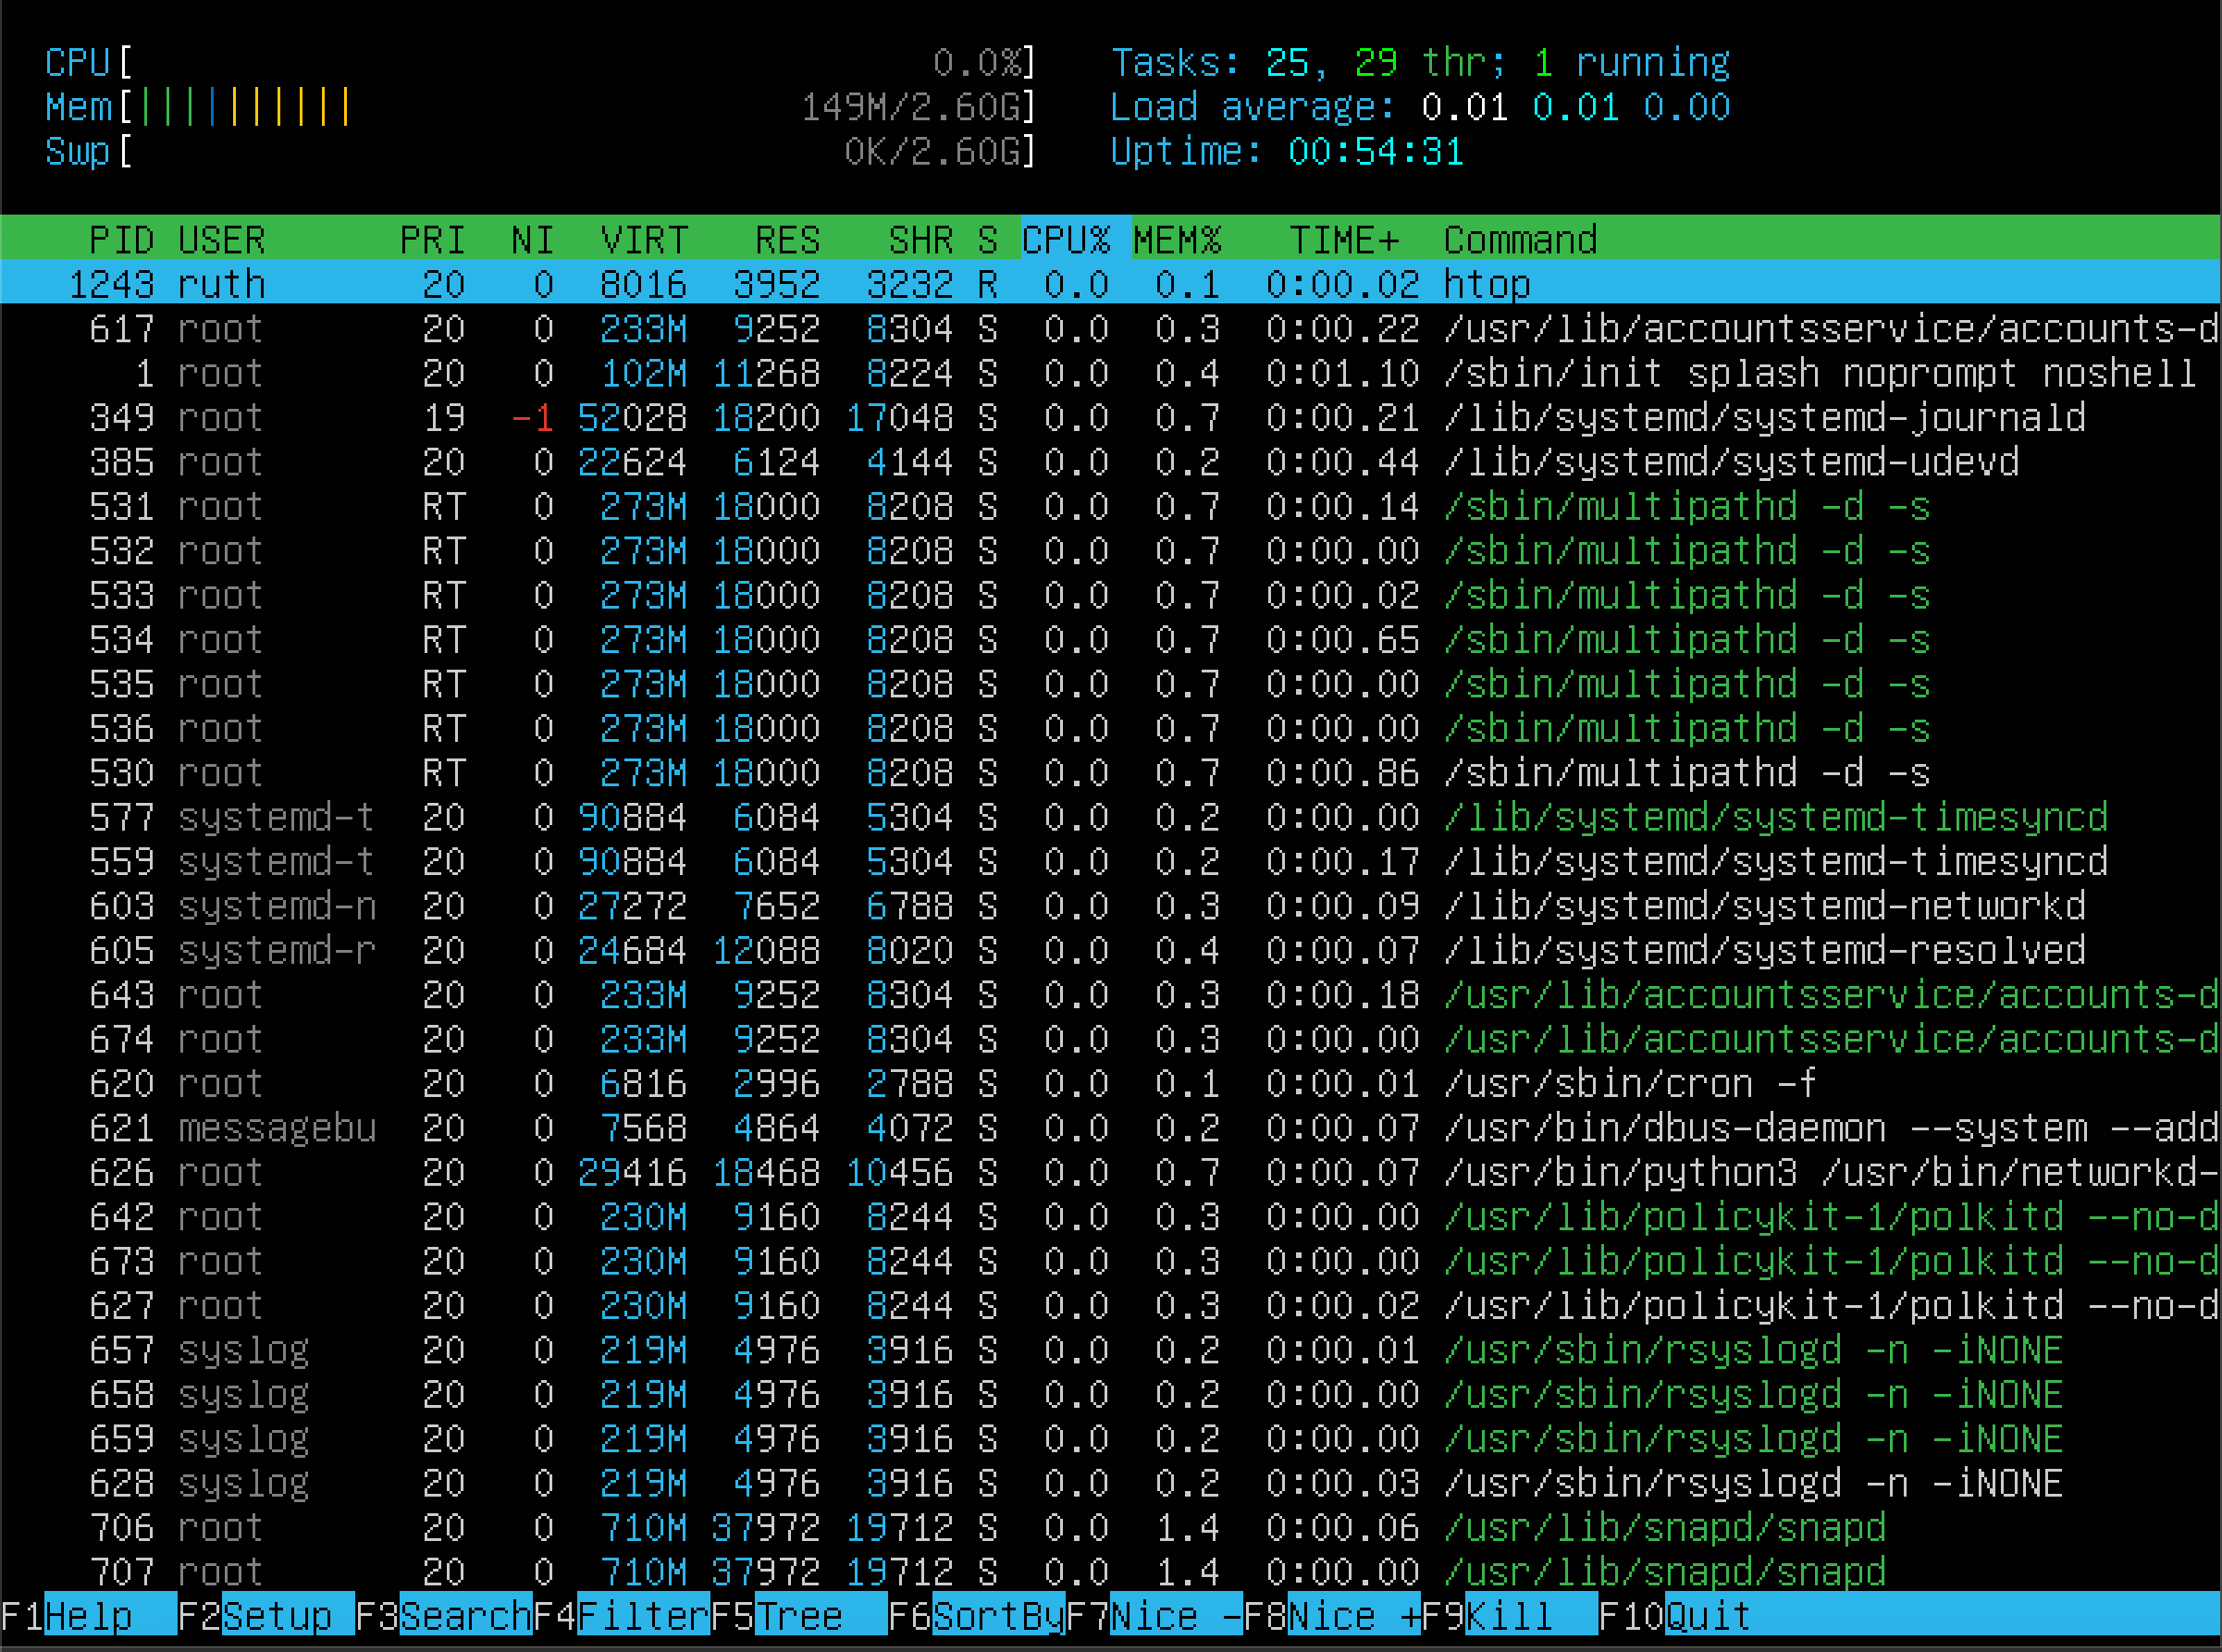 CPU[ 0.0%] Tasks: 25, 29 thr; 1 running
Mem[|||||||||| 149M/2.60G] Load average: 0.01 0.01 0.00
Swp[ 0K/2.60G] Uptime: 00:54:31
PID USER PRI NI VIRT RES SHR S CPU% MEM% TIME+ Command
1243 ruth 20 0 8016 3952 3232 R 0.0 0.1 0:00.02 htop
617 root 20 0 233M 9252 8304 S 0.0 0.3 0:00.22 /usr/lib/accountsservice/accounts-d
1 root 20 0 102M 11268 8224 S 0.0 0.4 0:01.10 /sbin/init splash noprompt noshell
349 root 19 -1 52028 18200 17048 S 0.0 0.7 0:00.21 /lib/systemd/systemd-journald
385 root 20 0 22624 6124 4144 S 0.0 0.2 0:00.44 /lib/systemd/systemd-udevd
531 root RT 0 273M 18000 8208 S 0.0 0.7 0:00.14 /sbin/multipathd -d -s
532 root RT 0 273M 18000 8208 S 0.0 0.7 0:00.00 /sbin/multipathd -d -s
533 root RT 0 273M 18000 8208 S 0.0 0.7 0:00.02 /sbin/multipathd -d -s
534 root RT 0 273M 18000 8208 S 0.0 0.7 0:00.65 /sbin/multipathd -d -s
535 root RT 0 273M 18000 8208 S 0.0 0.7 0:00.00 /sbin/multipathd -d -s
536 root RT 0 273M 18000 8208 S 0.0 0.7 0:00.00 /sbin/multipathd -d -s
530 root RT 0 273M 18000 8208 S 0.0 0.7 0:00.86 /sbin/multipathd -d -s
577 systemd-t 20 0 90884 6084 5304 S 0.0 0.2 0:00.00 /lib/systemd/systemd-timesyncd
559 systemd-t 20 0 90884 6084 5304 S 0.0 0.2 0:00.17 /lib/systemd/systemd-timesyncd
603 systemd-n 20 0 27272 7652 6788 S 0.0 0.3 0:00.09 /lib/systemd/systemd-networkd
605 systemd-r 20 0 24684 12088 8020 S 0.0 0.4 0:00.07 /lib/systemd/systemd-resolved
643 root 20 0 233M 9252 8304 S 0.0 0.3 0:00.18 /usr/lib/accountsservice/accounts-d
674 root 20 0 233M 9252 8304 S 0.0 0.3 0:00.00 /usr/lib/accountsservice/accounts-d
620 root 20 0 6816 2996 2788 S 0.0 0.1 0:00.01 /usr/sbin/cron -f
621 messagebu 20 0 7568 4864 4072 S 0.0 0.2 0:00.07 /usr/bin/dbus-daemon --system --add
626 root 20 0 29416 18468 10456 S 0.0 0.7 0:00.07 /usr/bin/python3 /usr/bin/networkd-
642 root 20 0 230M 9160 8244 S 0.0 0.3 0:00.00 /usr/lib/policykit-1/polkitd --no-d
673 root 20 0 230M 9160 8244 S 0.0 0.3 0:00.00 /usr/lib/policykit-1/polkitd --no-d
627 root 20 0 230M 9160 8244 S 0.0 0.3 0:00.02 /usr/lib/policykit-1/polkitd --no-d
657 syslog 20 0 219M 4976 3916 S 0.0 0.2 0:00.01 /usr/sbin/rsyslogd -n -iNONE
658 syslog 20 0 219M 4976 3916 S 0.0 0.2 0:00.00 /usr/sbin/rsyslogd -n -iNONE
659 syslog 20 0 219M 4976 3916 S 0.0 0.2 0:00.00 /usr/sbin/rsyslogd -n -iNONE
628 syslog 20 0 219M 4976 3916 S 0.0 0.2 0:00.03 /usr/sbin/rsyslogd -n -iNONE
706 root 20 0 710M 37972 19712 S 0.0 1.4 0:00.06 /usr/lib/snapd/snapd
707 root 20 0 710M 37972 19712 S 0.0 1.4 0:00.00 /usr/lib/snapd/snapd
F1Help F2Setup F3SearchF4FilterF5Tree F6SortByF7Nice -F8Nice +F9Kill F10Quit